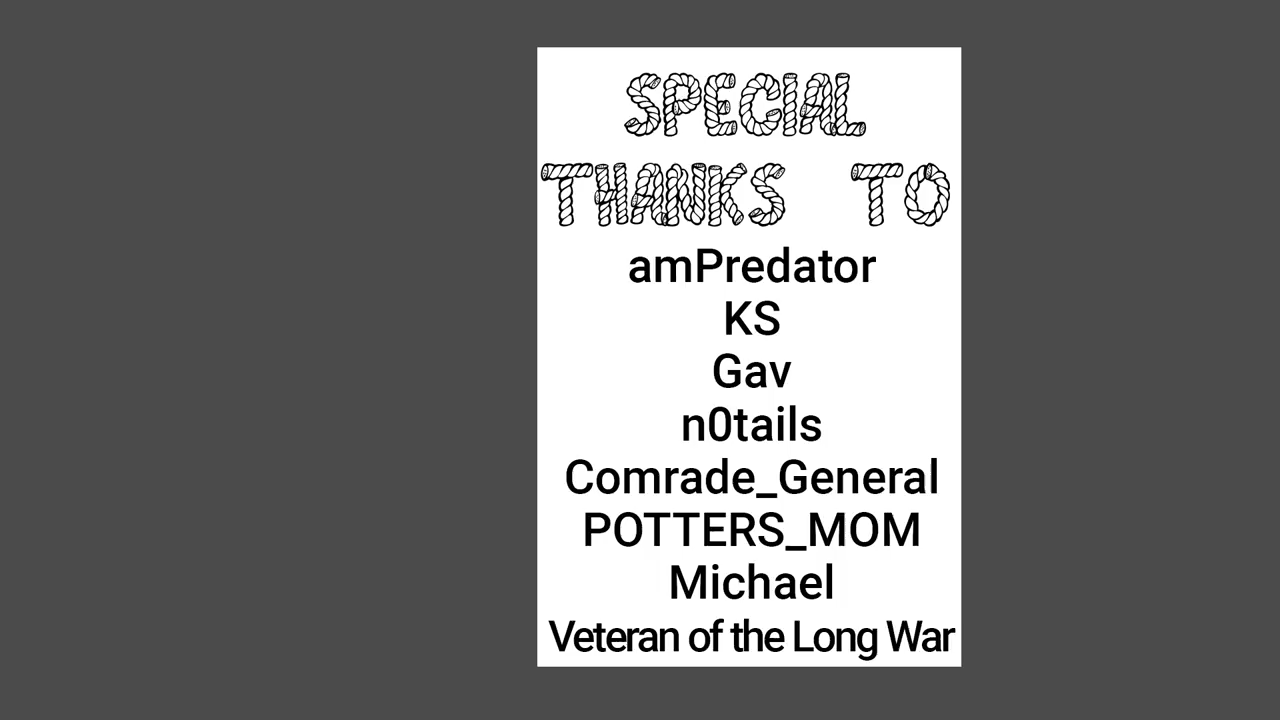 SPECIAL
THANKS TO
amPredator
KS
Gav
n0tails
Comrade_General
POTTERS_MOM
Michael
Veteran of the Long War